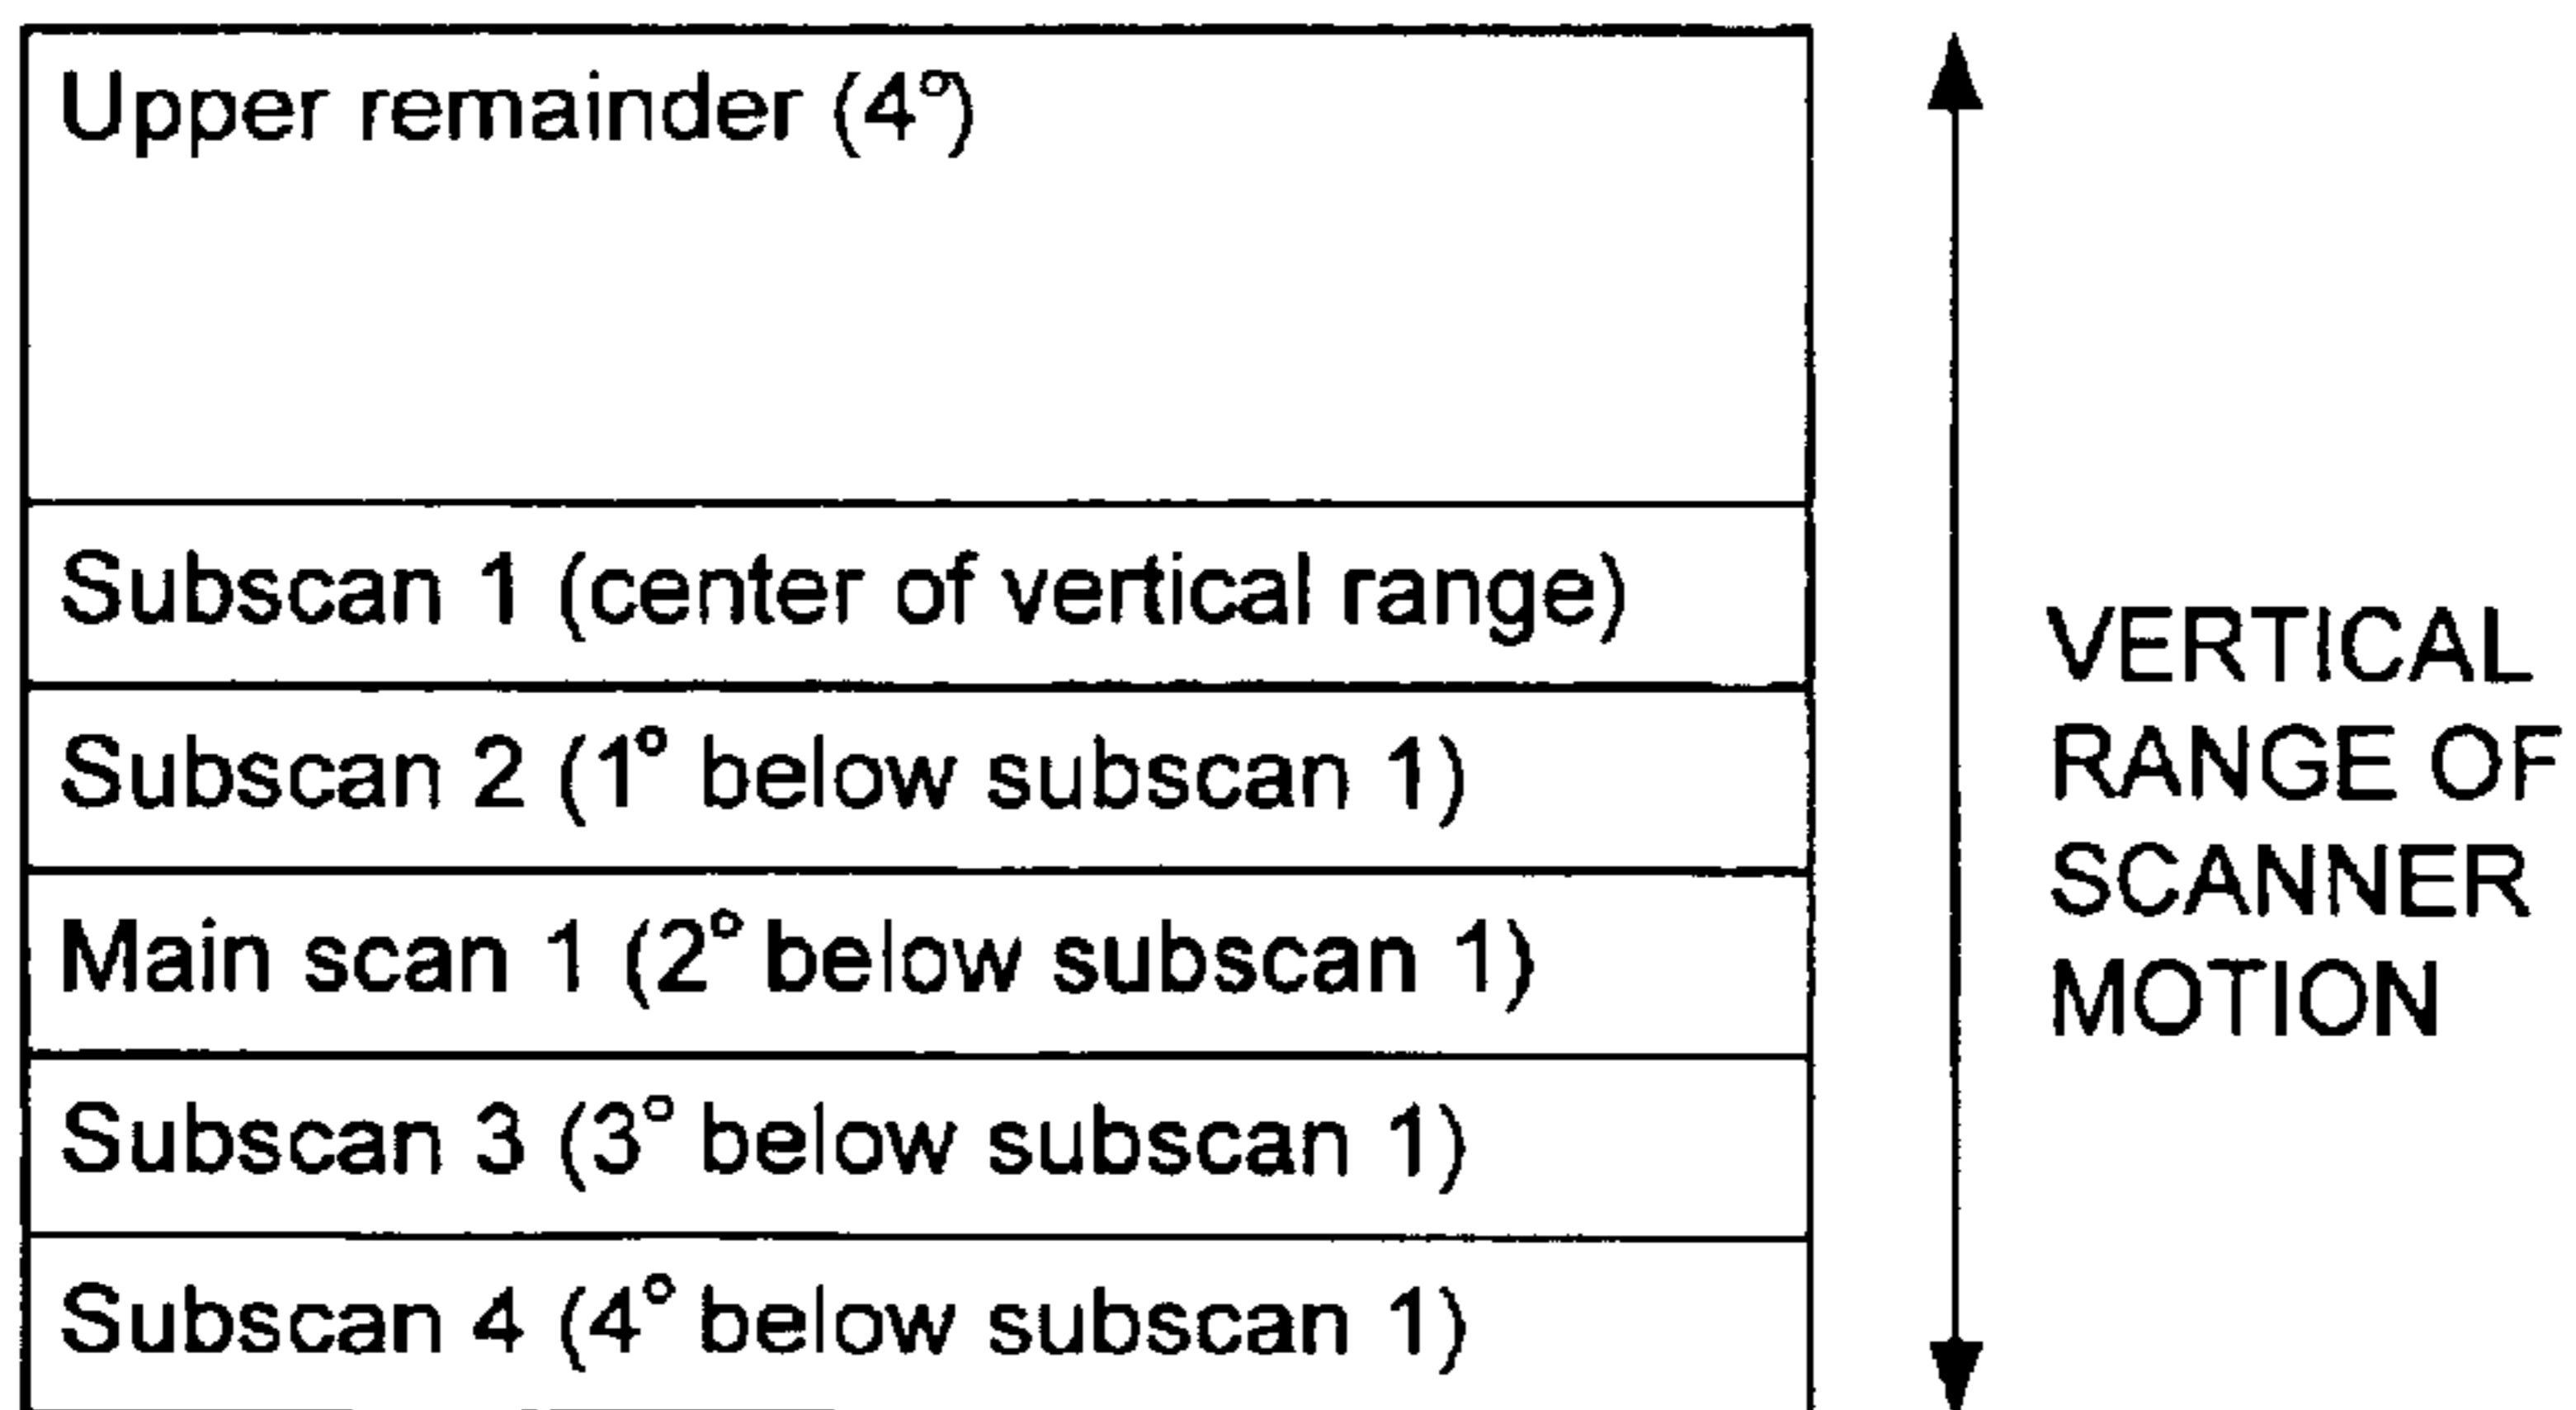 Upper remainder (4°)
Subscan 1 (center of vertical range)
Subscan 2 (1° below subscan 1)
Main scan 1 (2° below subscan 1)
Subscan 3 (3° below subscan 1)
Subscan 4 (4° below subscan 1)
VERTICAL
RANGE OF
SCANNER
MOTION